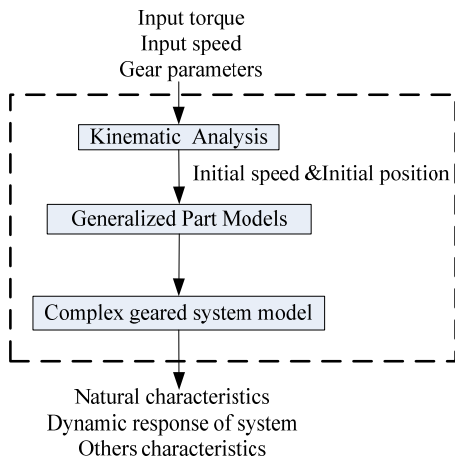 Input torque
Input speed
Gear parameters
Kinematic Analysis
Initial speed &Initial position
Generalized Part Models
Complex geared system model
Natural characteristics
Dynamic response of system
Others characteristics